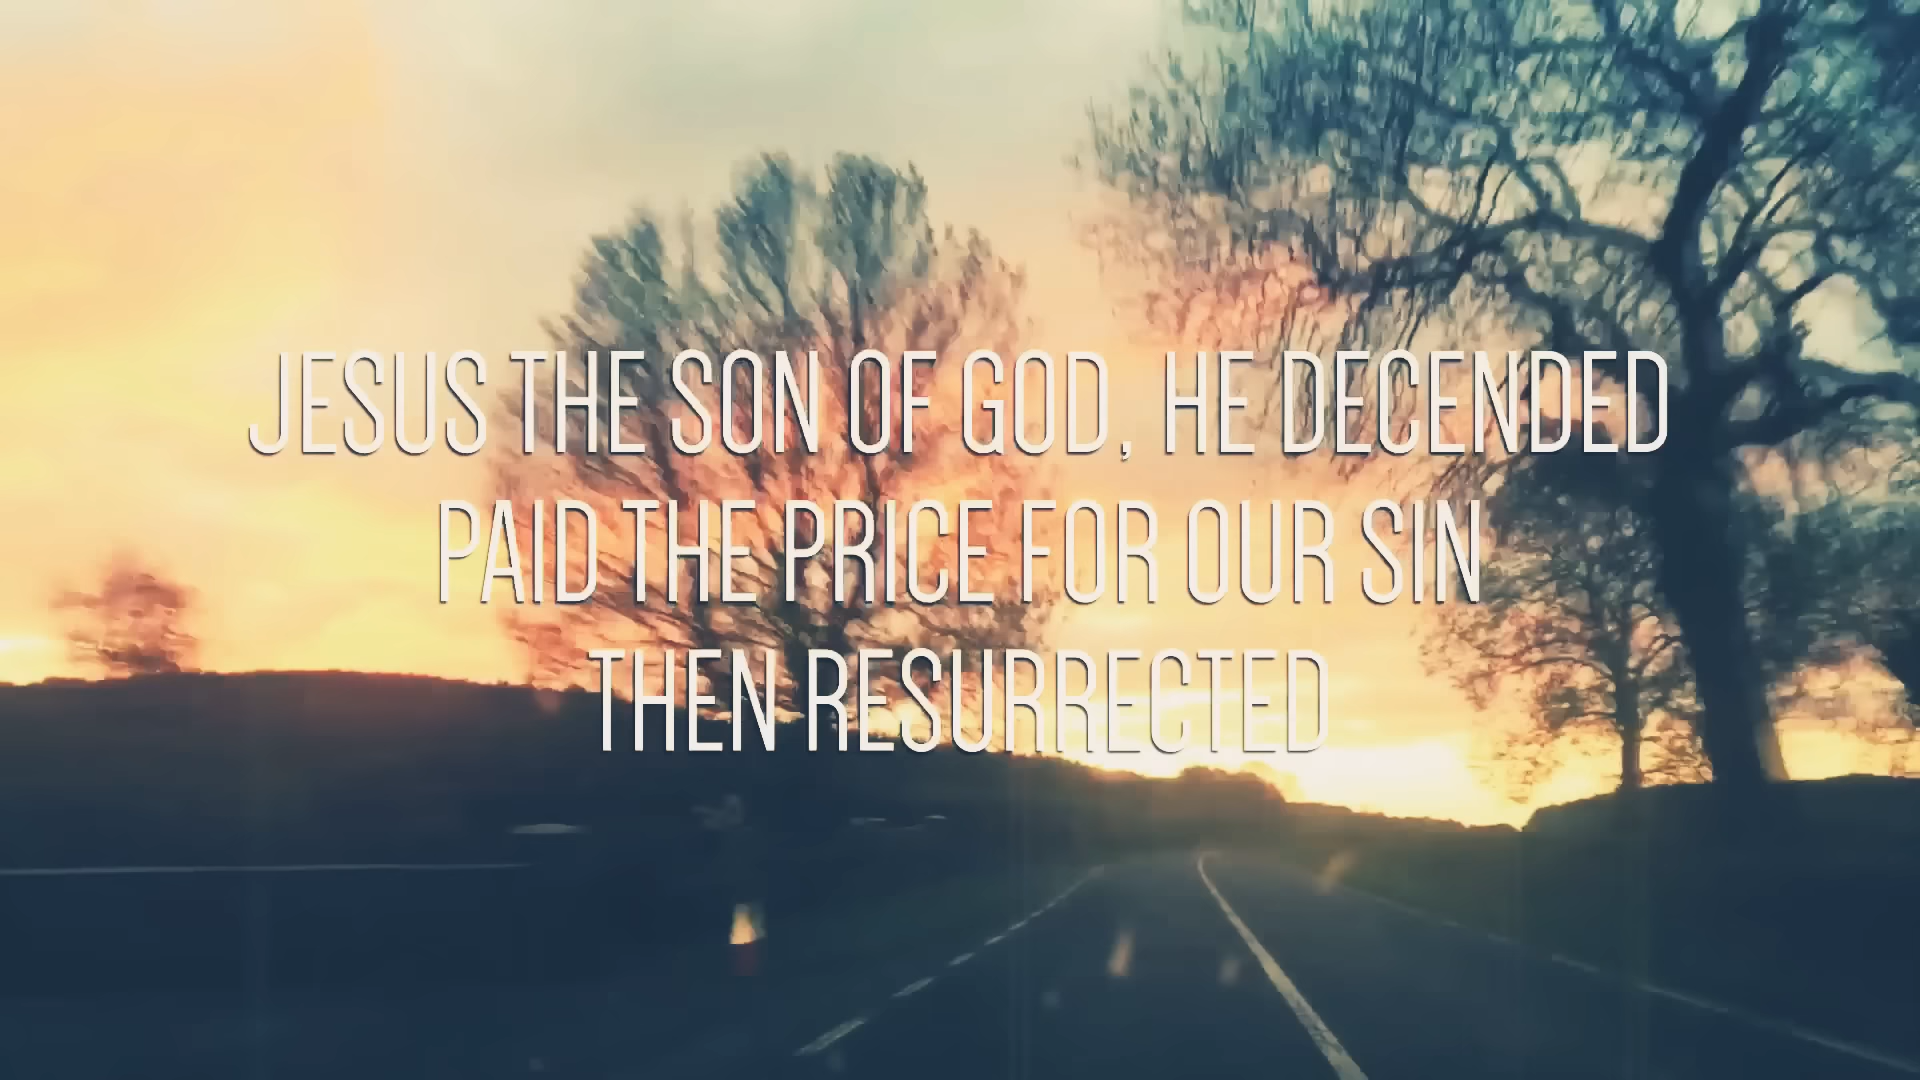 JESUS THE SON OF GOD, HE DECENDED
PAID THE PRICE FOR OUR SIN
THEN RESURRECTED